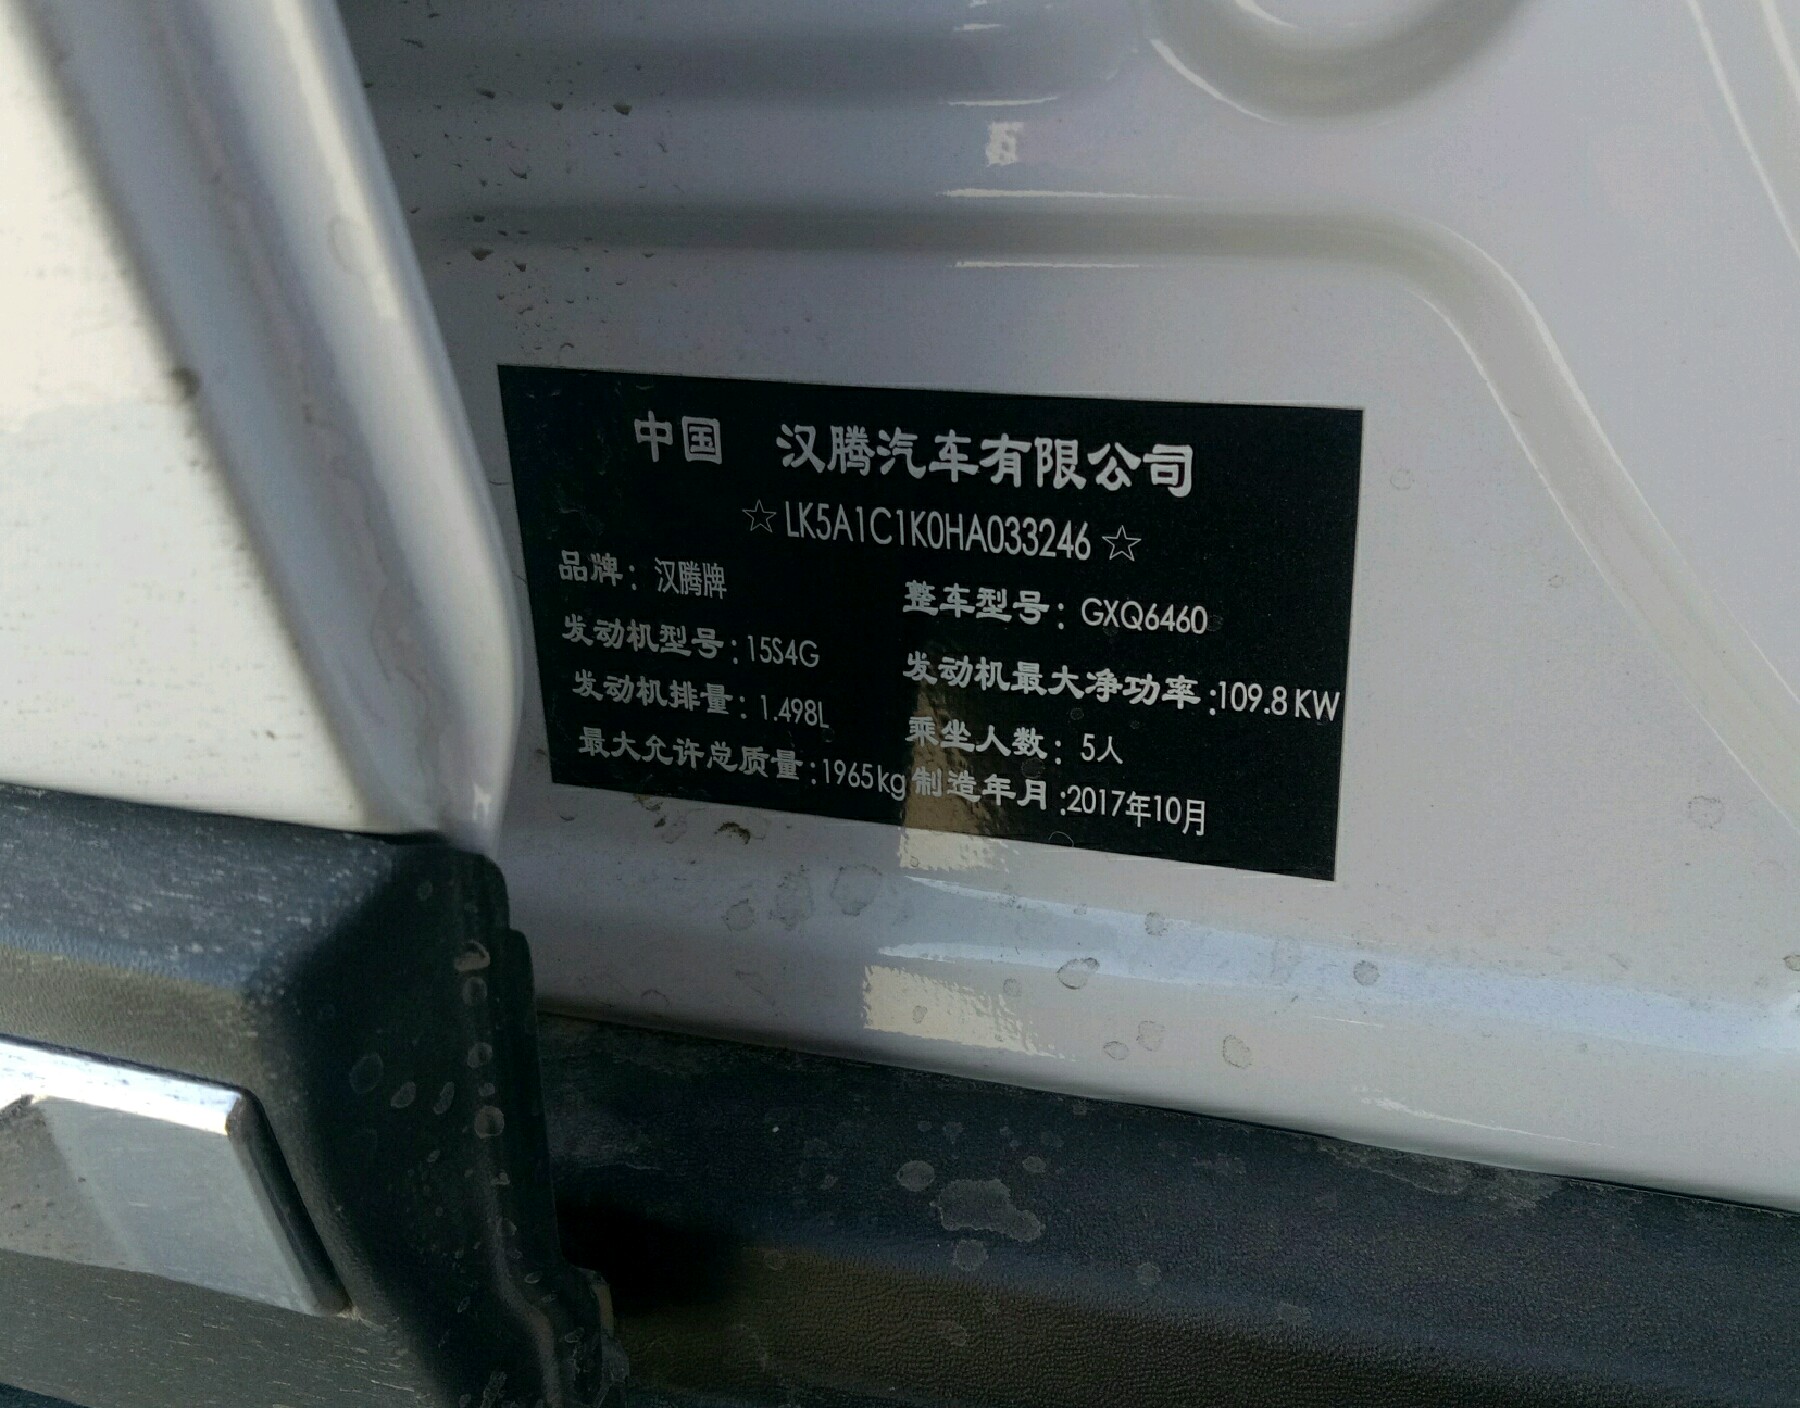 中国 汉腾汽车有限公司
☆LK5A1C1K0HA033246☆
品牌：汉腾牌 整车型号：GXQ6460
发动机型号：15S4G 发动机最大净功率：109.8KW
发动机排量：1.498L 乘坐人数：5人
最大允许总质量：1965kg 制造年月：2017年10月